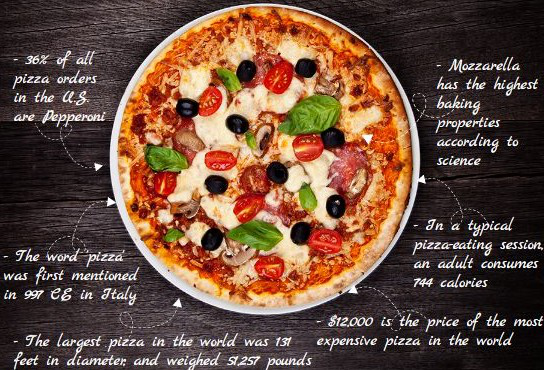 - 36% of all
pizza orders
in the U.S.
are Pepperoni
- Mozzarella
has the highest
baking
properties
according to
science
- The word 'pizza'
was first mentioned
in 997 CE in Italy
- In a typical
pizza-eating session,
an adult consumes
744 calories
- The largest pizza in the world was 131
feet in diameter, and weighed 51,257 pounds
- $12,000 is the price of the most
expensive pizza in the world